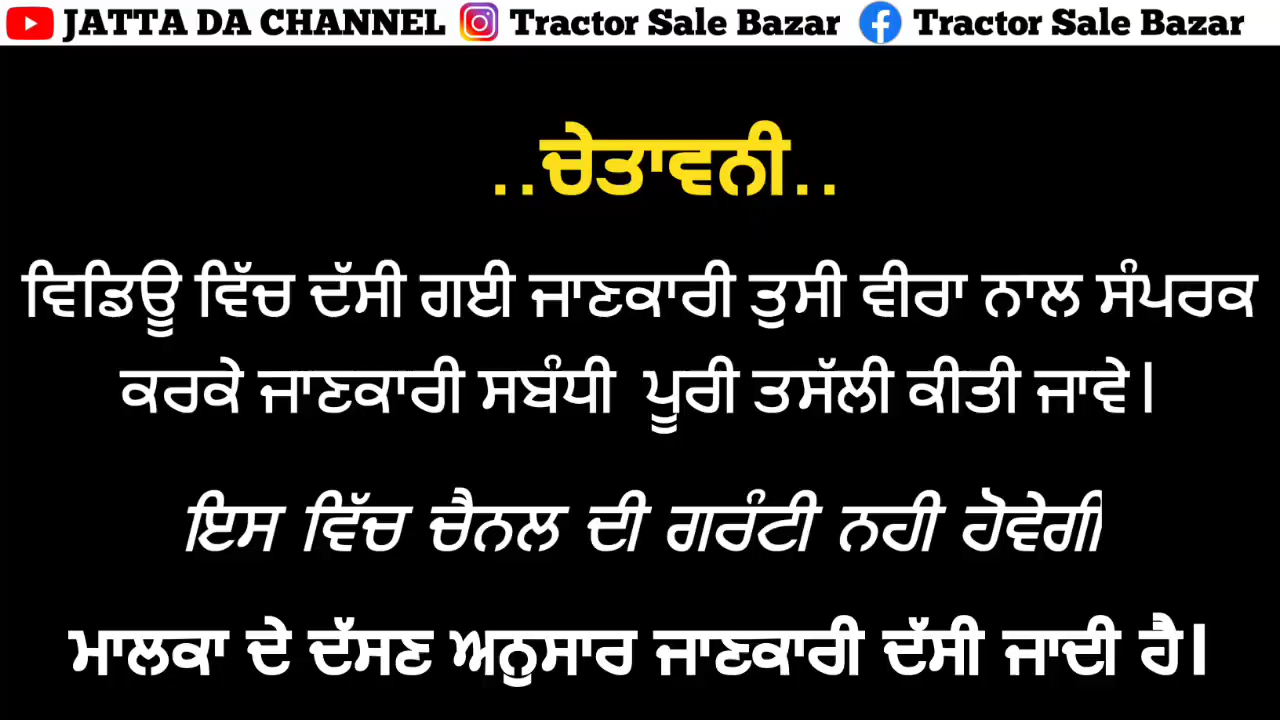 JATTA DA CHANNEL Tractor Sale Bazar Tractor Sale Bazar
..ਚੇਤਾਵਨੀ..
ਵਿਡਿਊ ਵਿੱਚ ਦੱਸੀ ਗਈ ਜਾਣਕਾਰੀ ਤੁਸੀ ਵੀਰਾ ਨਾਲ ਸੰਪਰਕ
ਕਰਕੇ ਜਾਣਕਾਰੀ ਸਬੰਧੀ ਪੂਰੀ ਤਸੱਲੀ ਕੀਤੀ ਜਾਵੇ।
ਇਸ ਵਿੱਚ ਚੈਨਲ ਦੀ ਗਰੰਟੀ ਨਹੀ ਹੋਵੇਗੀ
ਮਾਲਕਾ ਦੇ ਦੱਸਣ ਅਨੁਸਾਰ ਜਾਣਕਾਰੀ ਦੱਸੀ ਜਾਦੀ ਹੈ।